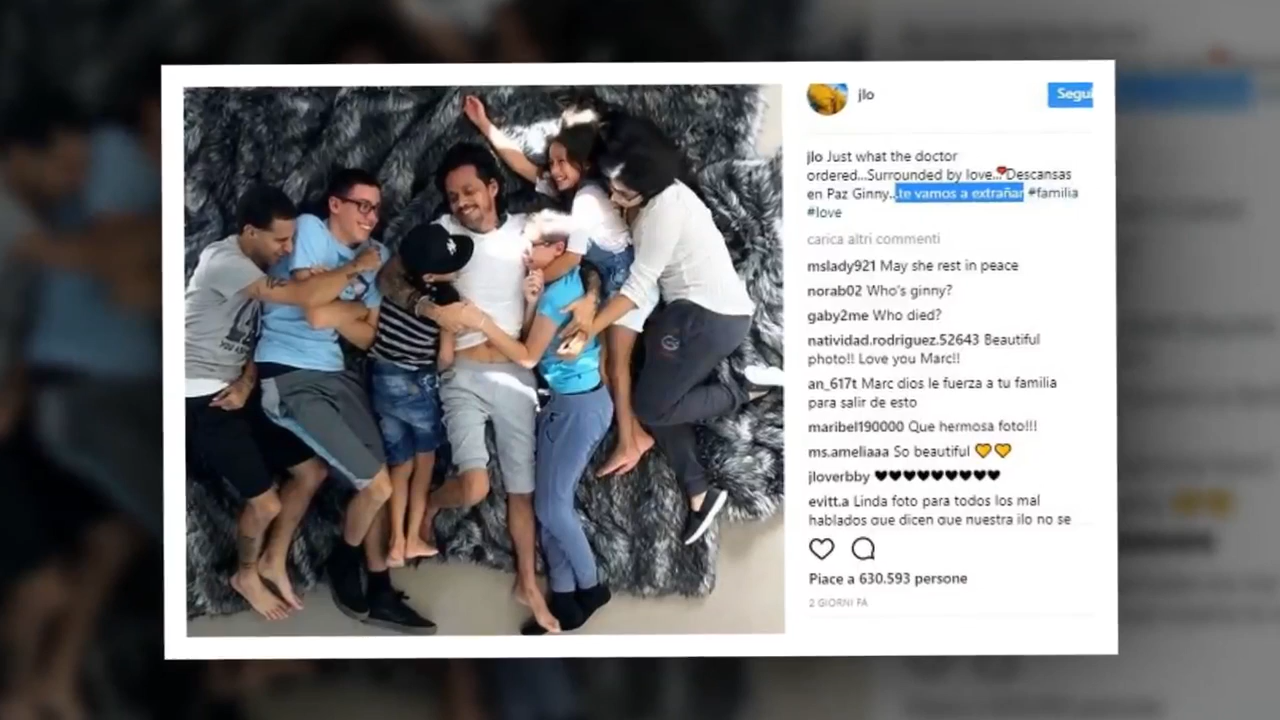 jlo
Segui
jlo Just what the doctor
ordered...Surrounded by love...❣Descansas
en Paz Ginny...te vamos a extrañar #familia
#love
carica altri commenti
mslady921 May she rest in peace
norab02 Who's ginny?
gaby2me Who died?
natividad.rodriguez.52643 Beautiful
photo!! Love you Marc!!
an_617t Marc dios le fuerza a tu familia
para salir de esto
maribel190000 Que hermosa foto!!!
ms.ameliaaa So beautiful 💛💛
jloverbby ♥♥♥♥♥♥♥♥♥
evitt.a Linda foto para todos los mal
hablados que dicen que nuestra jlo no se
Piace a 630.593 persone
2 GIORNI FA